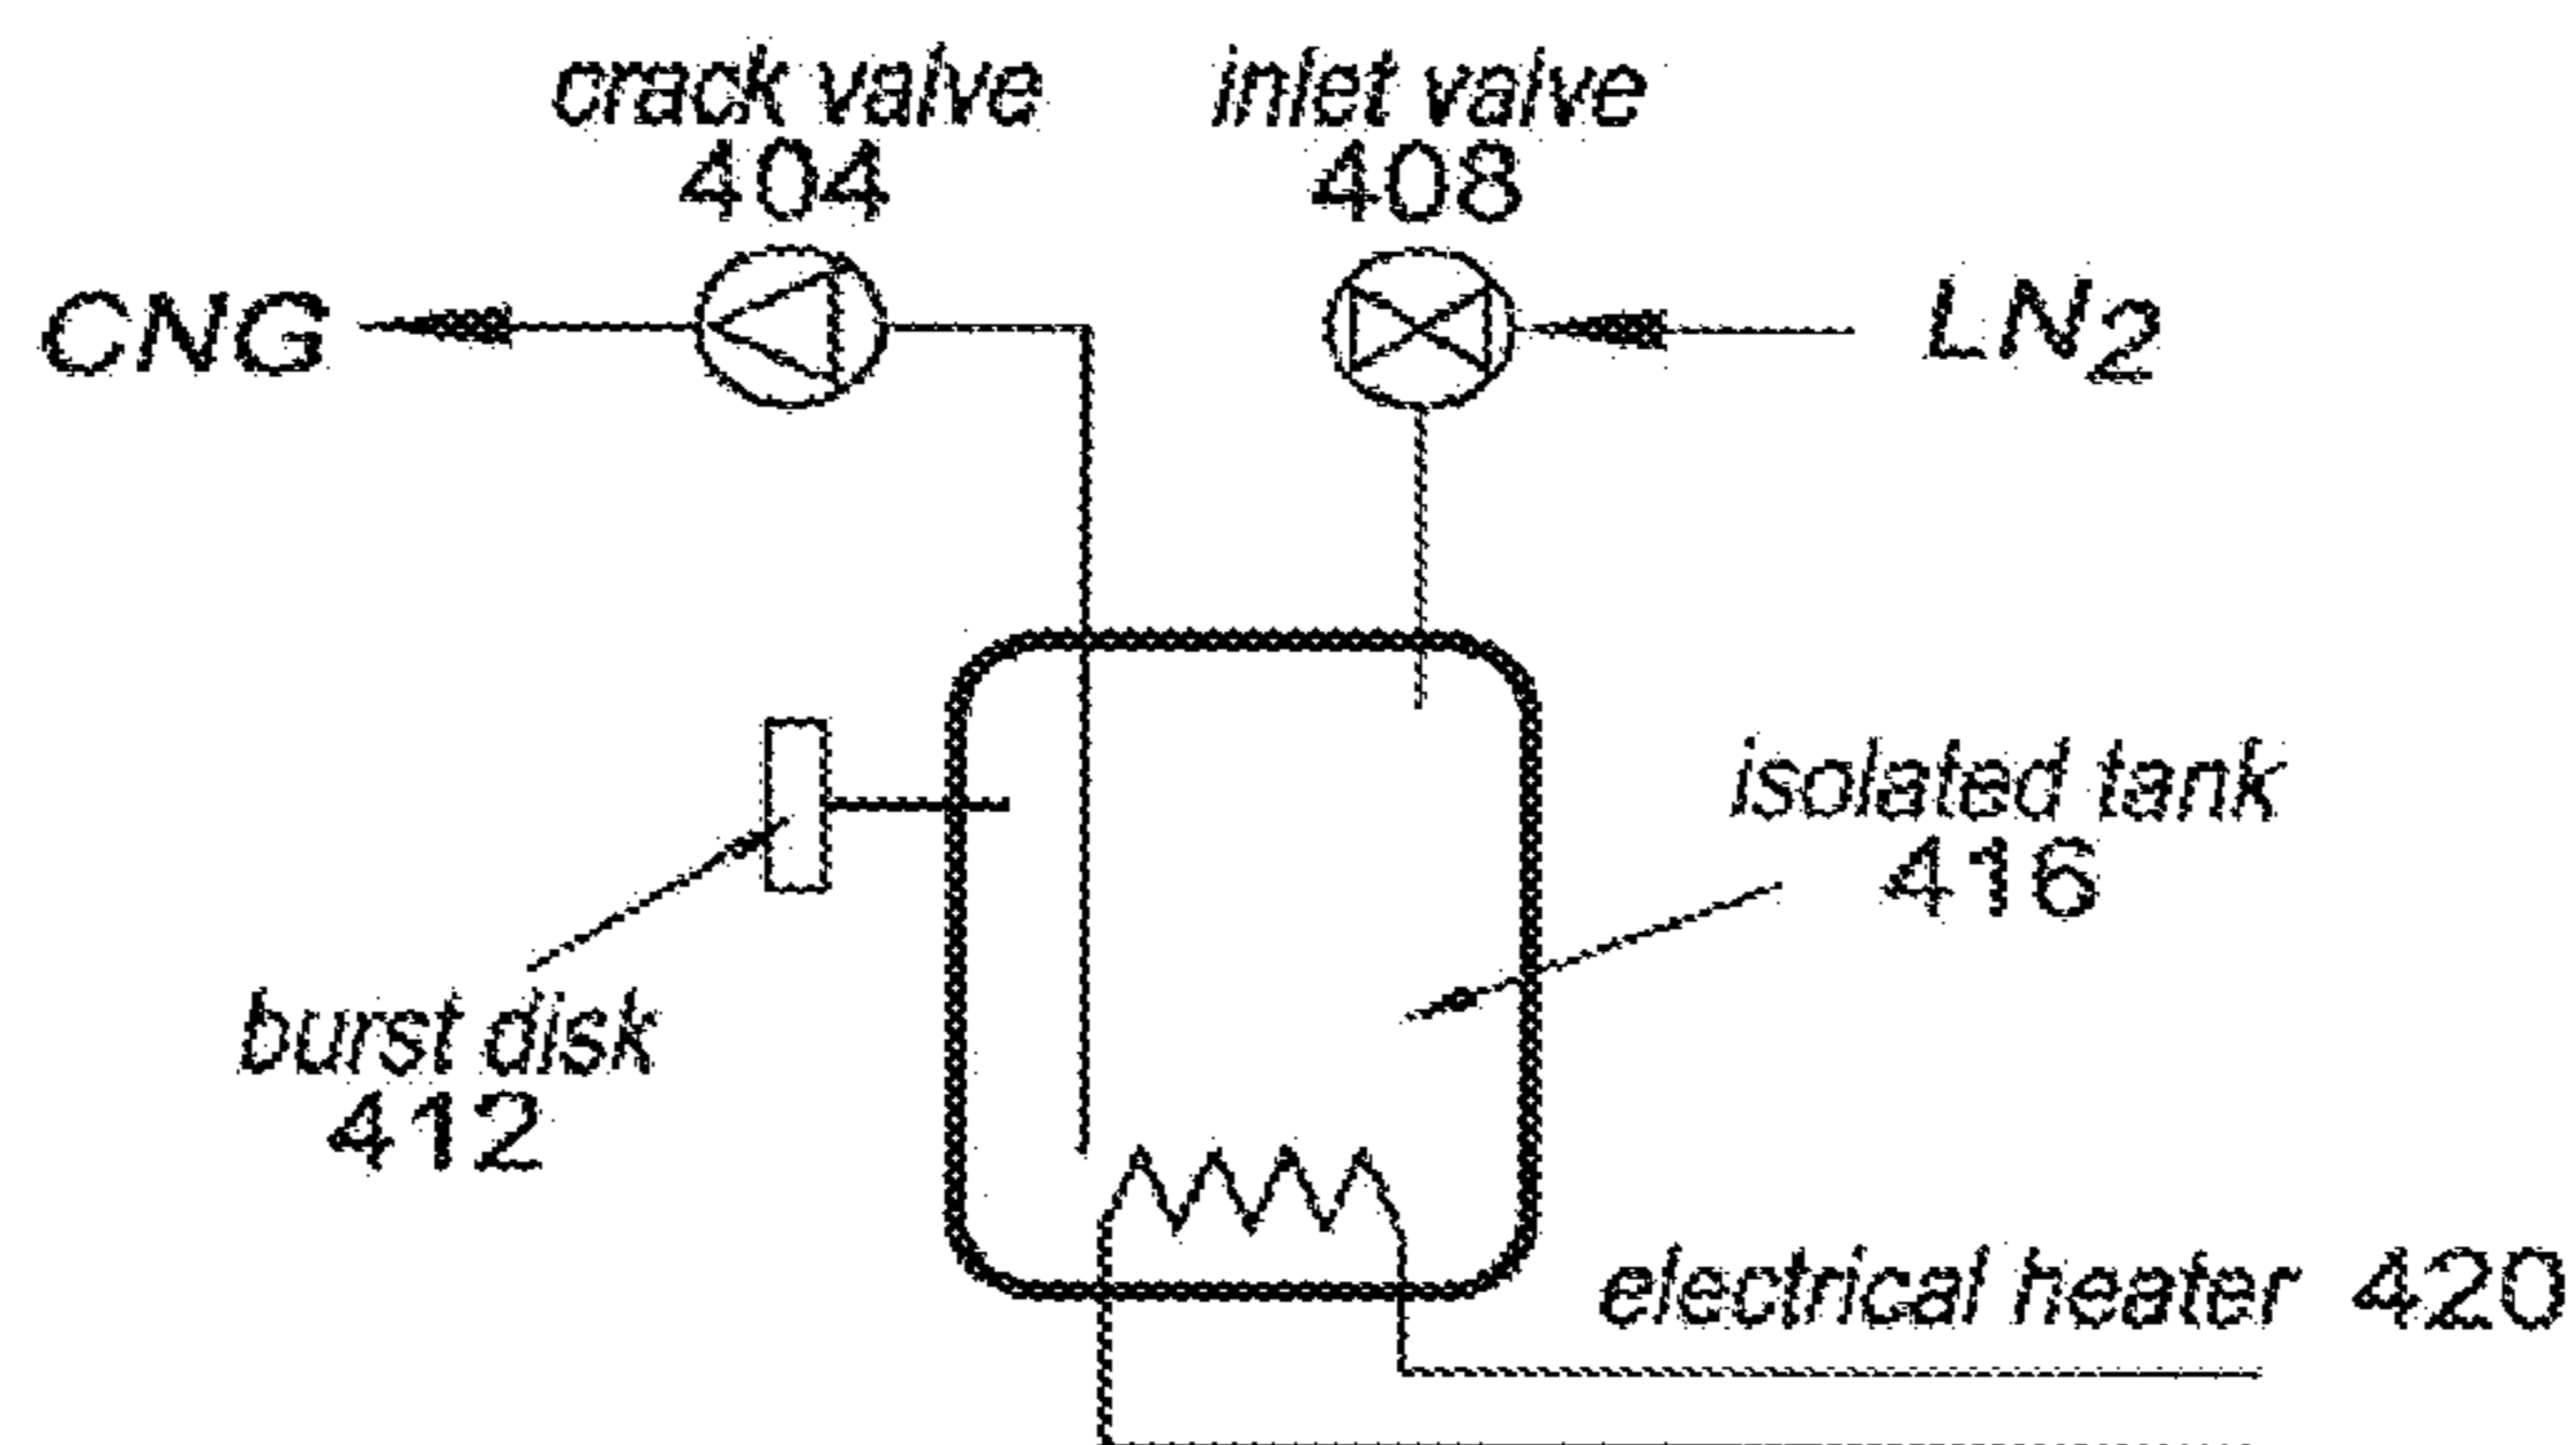 crack valve
404
inlet valve
408
CNG
LN2
isolated tank
416
burst disk
412
electrical heater 420